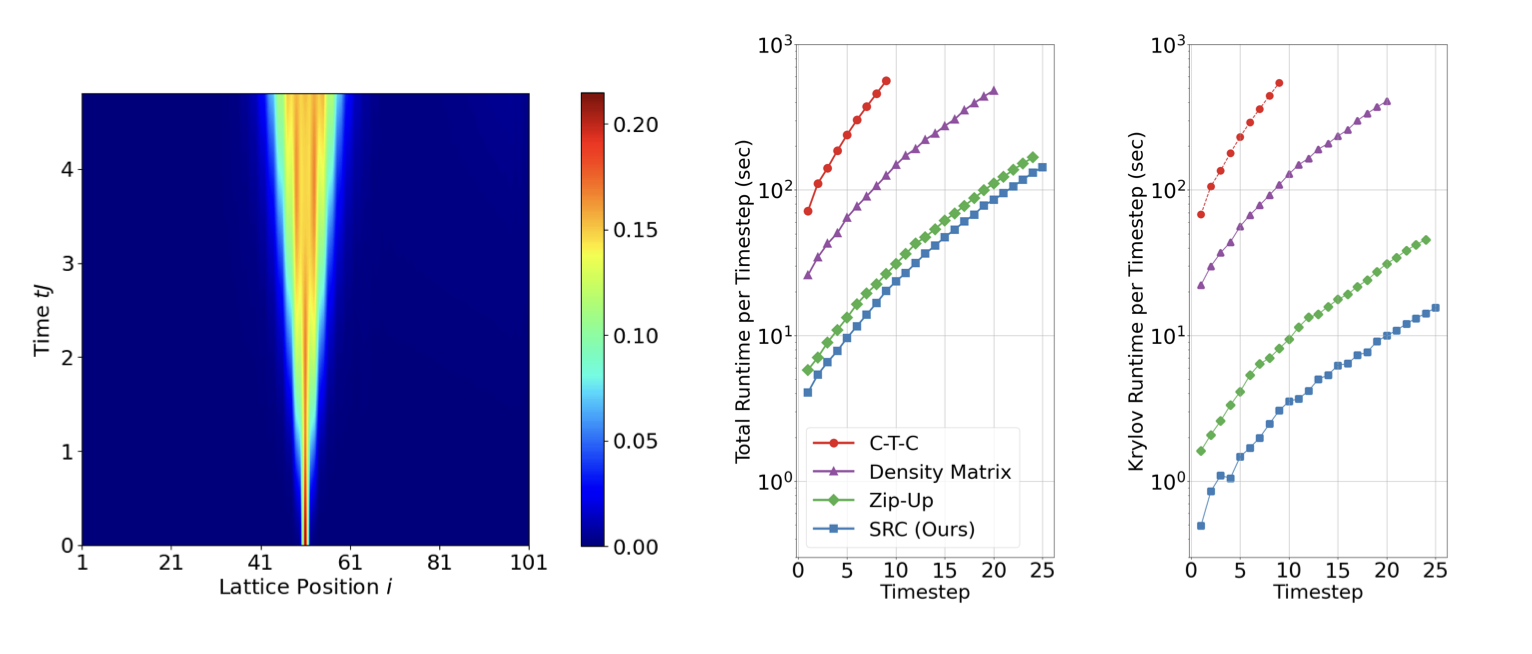 4
3
2
1
0
Time tJ
1 21 41 61 81 101
Lattice Position i
0.20
0.15
0.10
0.05
0.00
Total Runtime per Timestep (sec)
10³
10²
10¹
10⁰
C-T-C
Density Matrix
Zip-Up
SRC (Ours)
0 5 10 15 20 25
Timestep
Krylov Runtime per Timestep (sec)
10³
10²
10¹
10⁰
0 5 10 15 20 25
Timestep